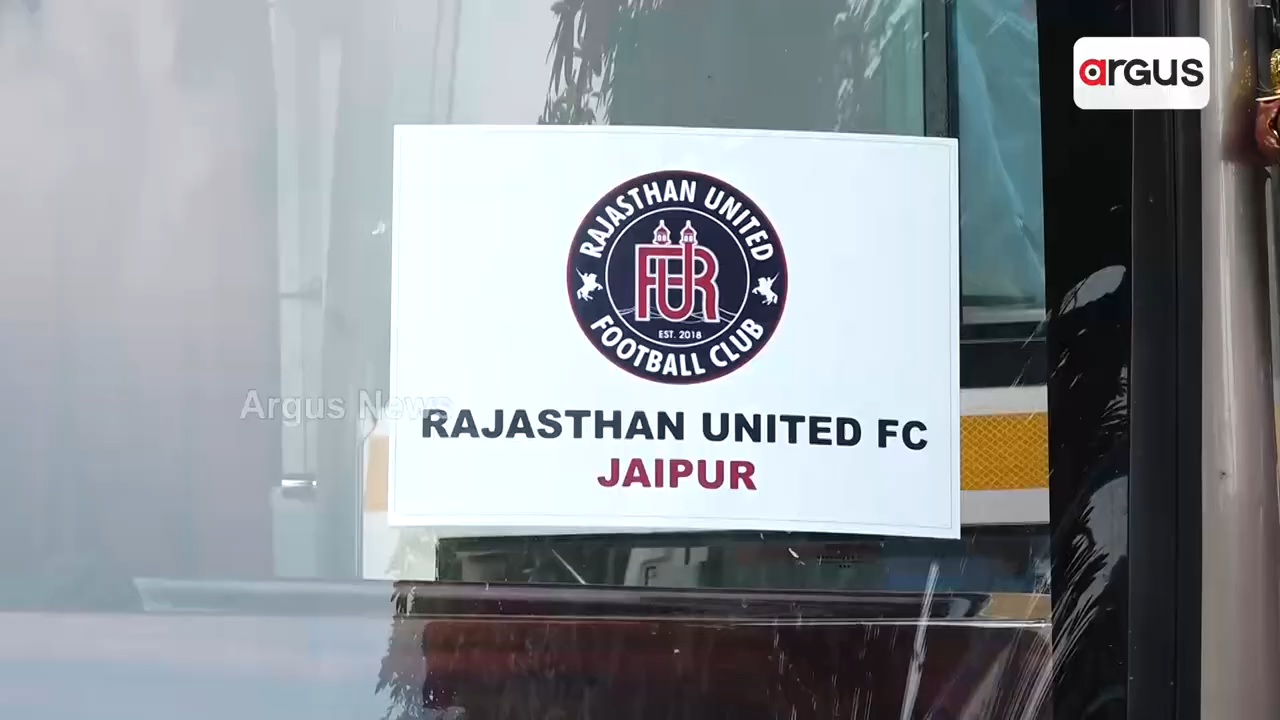 argus
RAJASTHAN UNITED
FUR
EST. 2018
FOOTBALL CLUB
Argus News
RAJASTHAN UNITED FC
JAIPUR